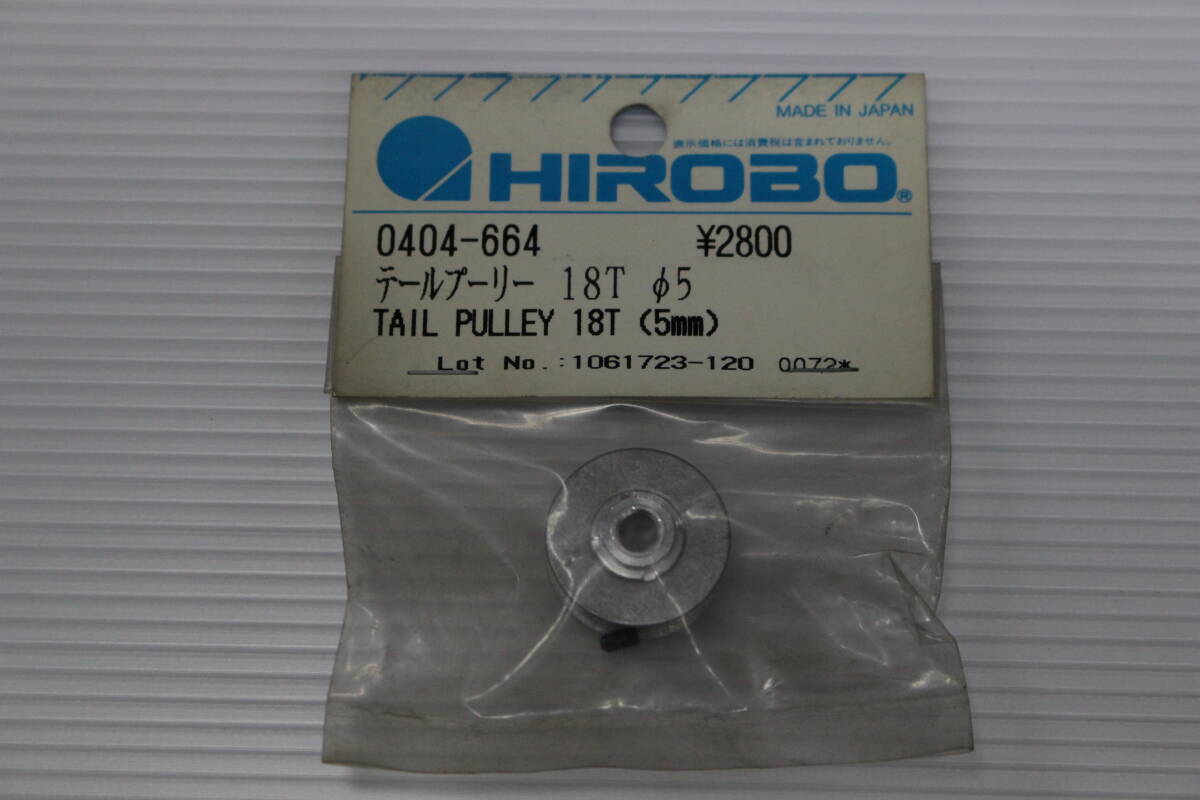 MADE IN JAPAN
表示価格には消費税は含まれておりません。
HIROBO®
0404-664 ¥2800
テールプーリー 18T φ5
TAIL PULLEY 18T (5mm)
Lot No.:1061723-120 0072*